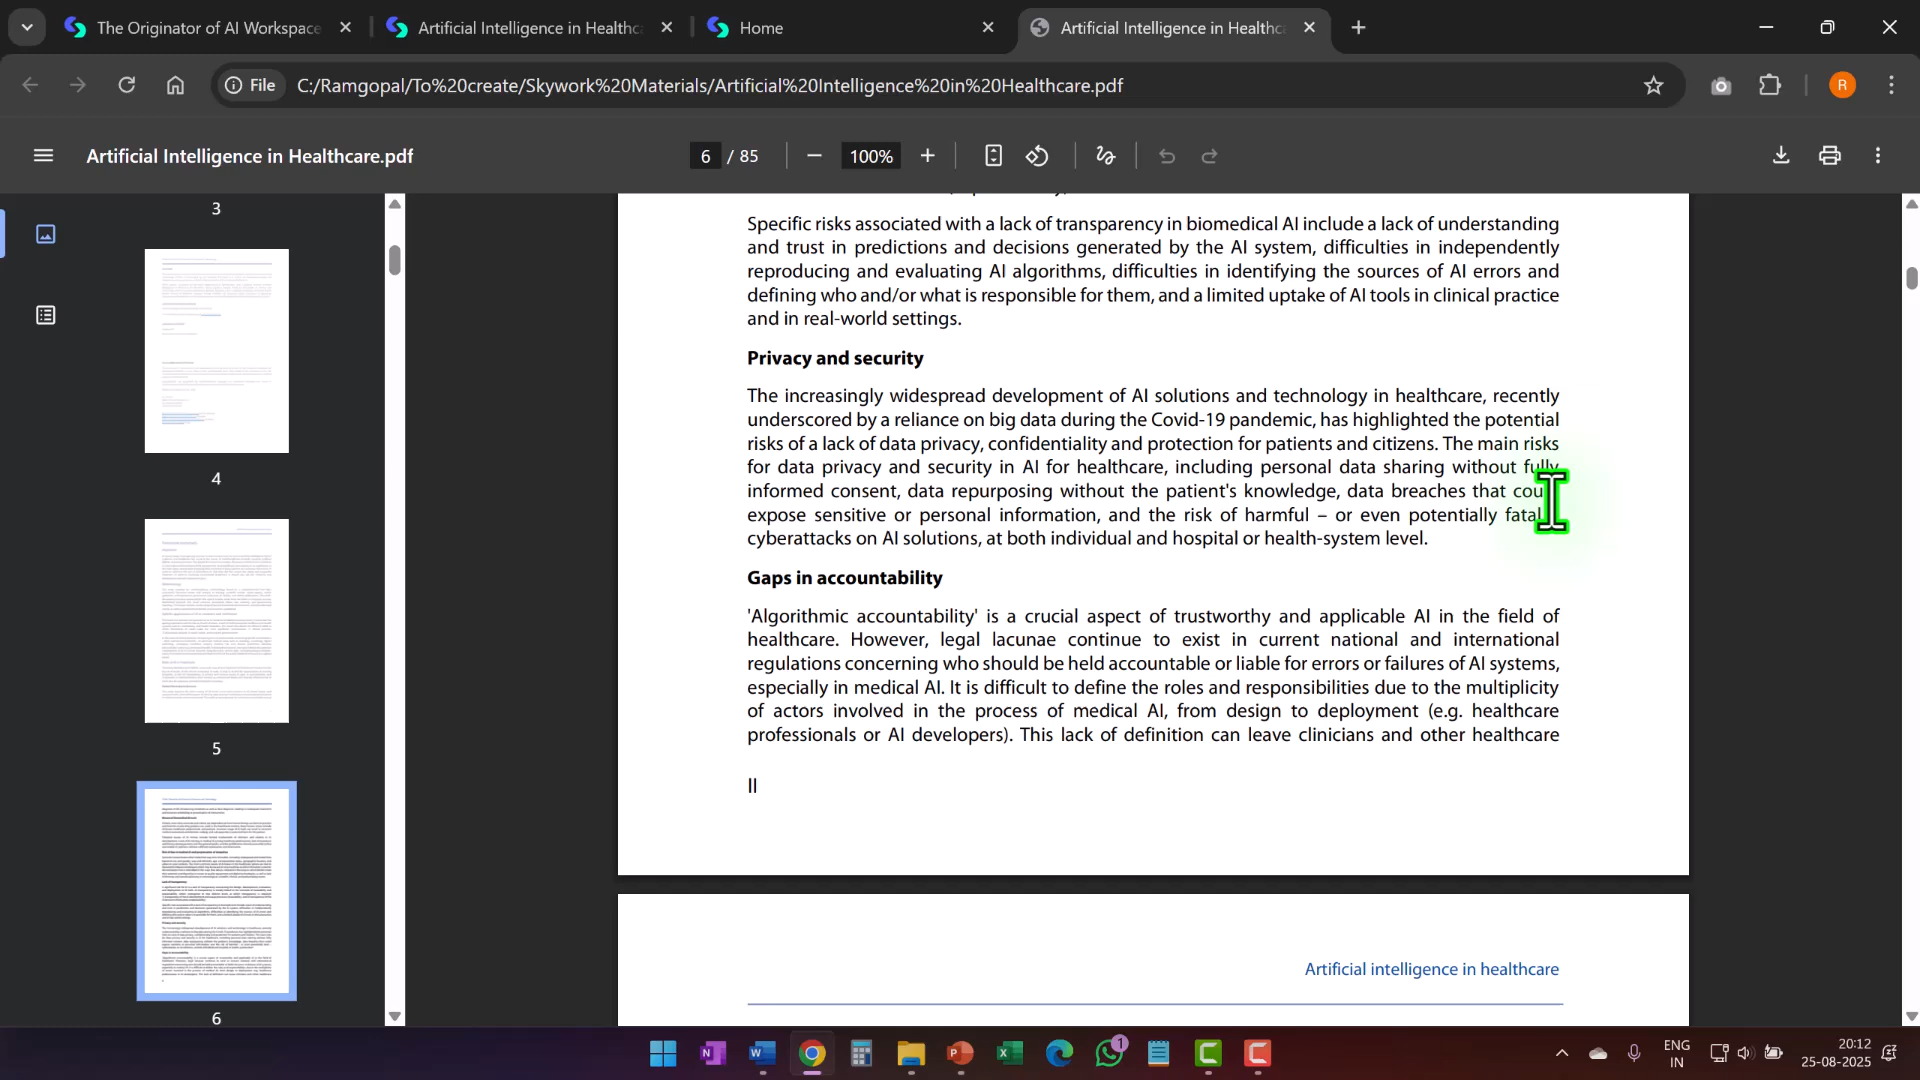 The Originator of AI Workspace
Artificial Intelligence in Healthc
Home
Artificial Intelligence in Healthc
File
C:/Ramgopal/To%20create/Skywork%20Materials/Artificial%20Intelligence%20in%20Healthcare.pdf
R
Artificial Intelligence in Healthcare.pdf
6 / 85
100%
3
4
5
6
Specific risks associated with a lack of transparency in biomedical AI include a lack of understanding
and trust in predictions and decisions generated by the AI system, difficulties in independently
reproducing and evaluating AI algorithms, difficulties in identifying the sources of AI errors and
defining who and/or what is responsible for them, and a limited uptake of AI tools in clinical practice
and in real-world settings.
Privacy and security
The increasingly widespread development of AI solutions and technology in healthcare, recently
underscored by a reliance on big data during the Covid-19 pandemic, has highlighted the potential
risks of a lack of data privacy, confidentiality and protection for patients and citizens. The main risks
for data privacy and security in AI for healthcare, including personal data sharing without fully
informed consent, data repurposing without the patient's knowledge, data breaches that cou
expose sensitive or personal information, and the risk of harmful – or even potentially fatal
cyberattacks on AI solutions, at both individual and hospital or health-system level.
Gaps in accountability
'Algorithmic accountability' is a crucial aspect of trustworthy and applicable AI in the field of
healthcare. However, legal lacunae continue to exist in current national and international
regulations concerning who should be held accountable or liable for errors or failures of AI systems,
especially in medical AI. It is difficult to define the roles and responsibilities due to the multiplicity
of actors involved in the process of medical AI, from design to deployment (e.g. healthcare
professionals or AI developers). This lack of definition can leave clinicians and other healthcare
II
Artificial intelligence in healthcare
1
ENG
IN
20:12
25-08-2025